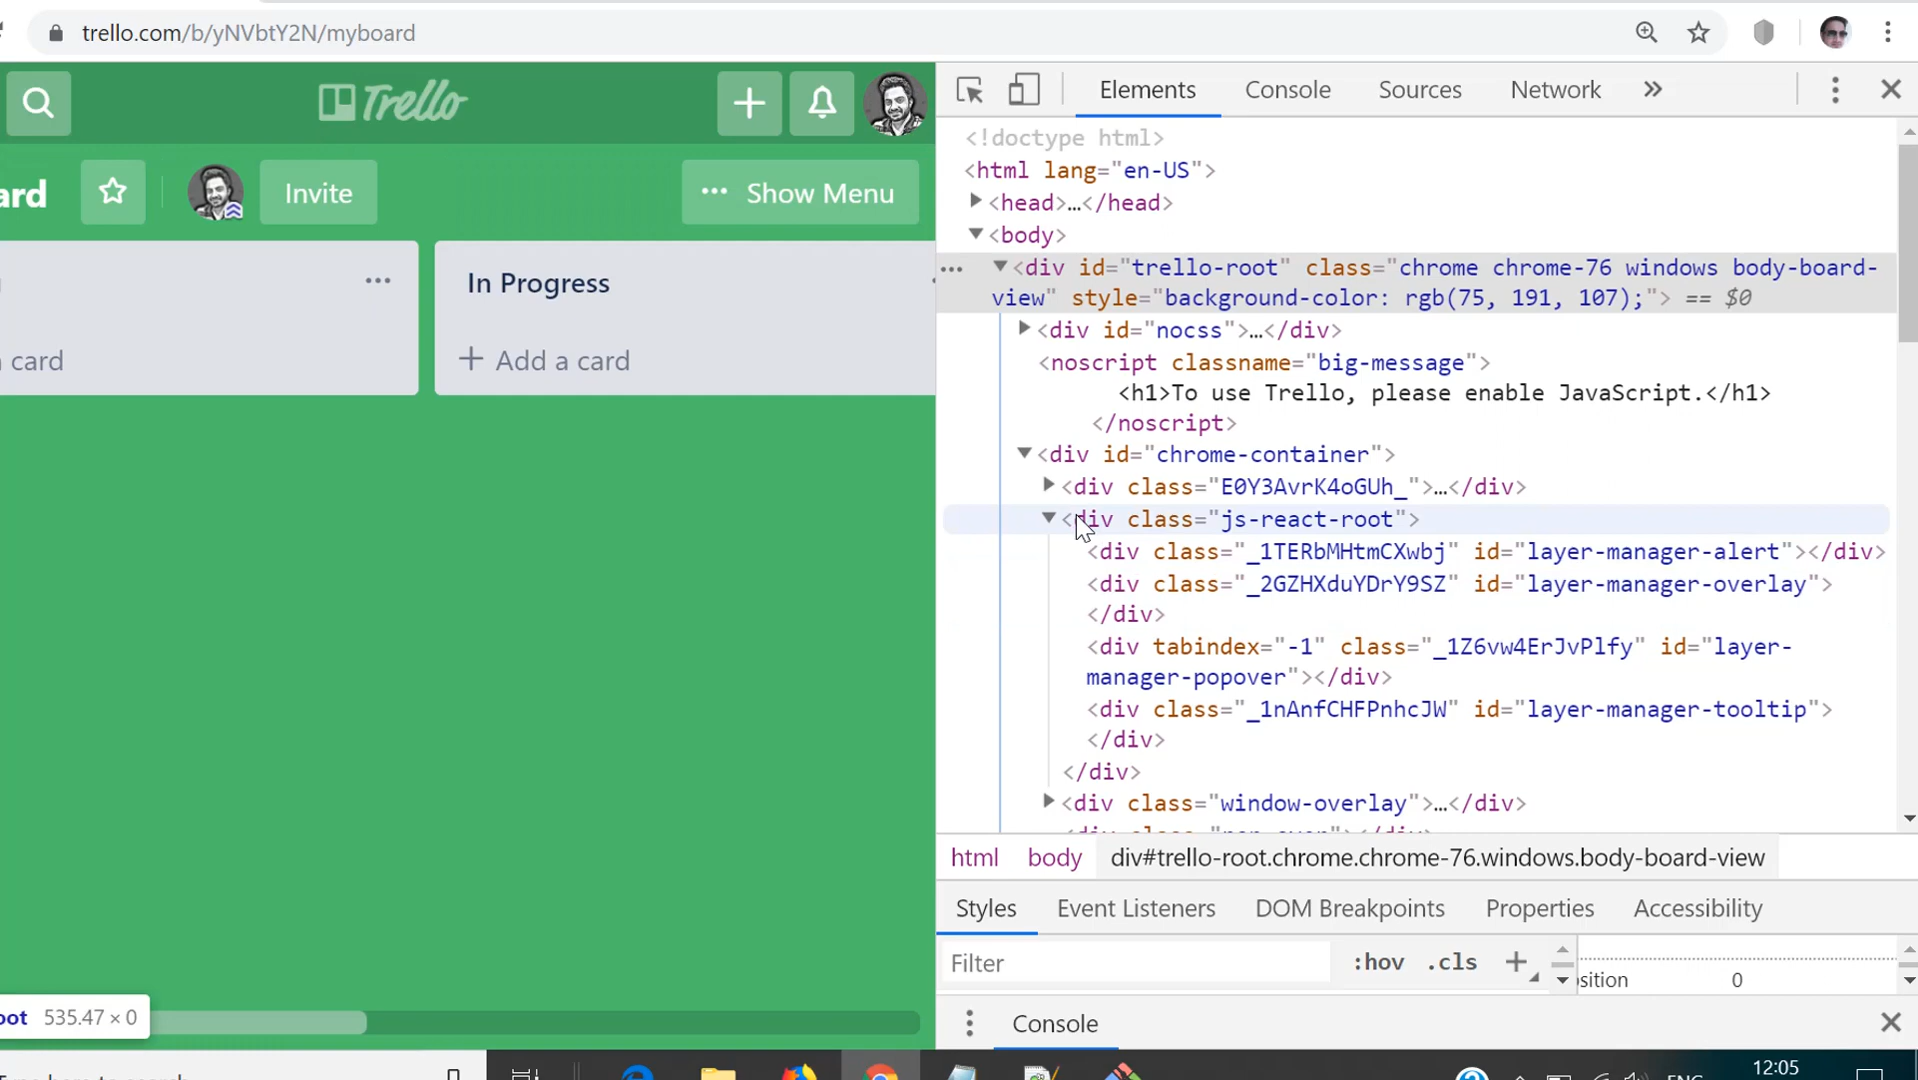 trello.com/b/yNVbtY2N/myboard
Trello
Elements Console Sources Network »
ard Invite ··· Show Menu
In Progress
a card + Add a card
<!doctype html>
<html lang="en-US">
<head>…</head>
<body>
<div id="trello-root" class="chrome chrome-76 windows body-board-
view" style="background-color: rgb(75, 191, 107);"> == $0
<div id="nocss">…</div>
<noscript classname="big-message">
<h1>To use Trello, please enable JavaScript.</h1>
</noscript>
<div id="chrome-container">
<div class="E0Y3AvrK4oGUh_">…</div>
<div class="js-react-root">
<div class="_1TERbMHtmCXwbj" id="layer-manager-alert"></div>
<div class="_2GZHXduYDrY9SZ" id="layer-manager-overlay">
</div>
<div tabindex="-1" class="_1Z6vw4ErJvPlfy" id="layer-
manager-popover"></div>
<div class="_1nAnfCHFPnhcJW" id="layer-manager-tooltip">
</div>
</div>
<div class="window-overlay">…</div>
html body div#trello-root.chrome.chrome-76.windows.body-board-view
Styles Event Listeners DOM Breakpoints Properties Accessibility
Filter :hov .cls +
sition 0
oot 535.47 × 0
Console
12:05